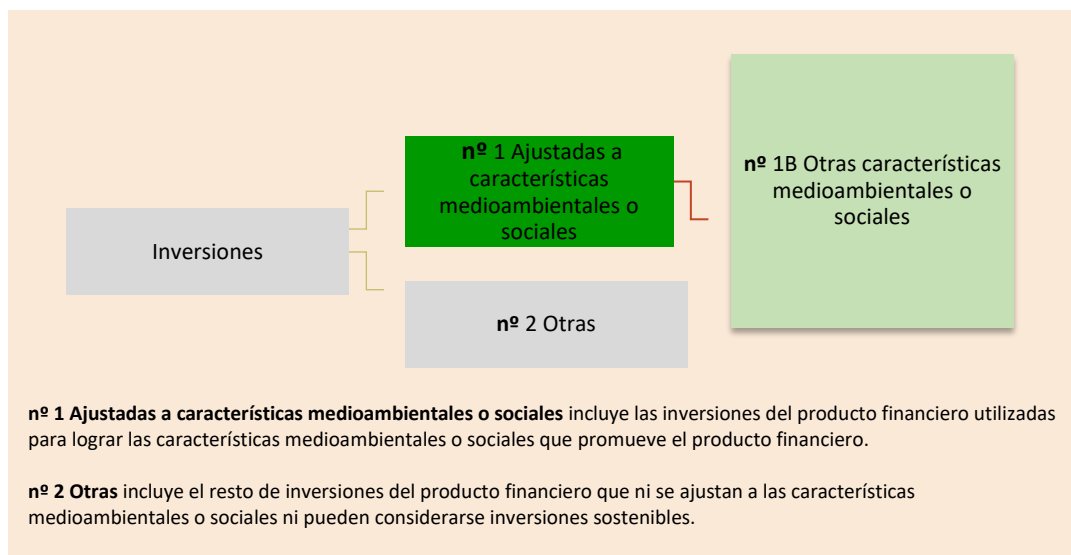 Inversiones
nº 1 Ajustadas a
características
medioambientales o
sociales
nº 2 Otras
nº 1B Otras características
medioambientales o
sociales
nº 1 Ajustadas a características medioambientales o sociales incluye las inversiones del producto financiero utilizadas
para lograr las características medioambientales o sociales que promueve el producto financiero.
nº 2 Otras incluye el resto de inversiones del producto financiero que ni se ajustan a las características
medioambientales o sociales ni pueden considerarse inversiones sostenibles.